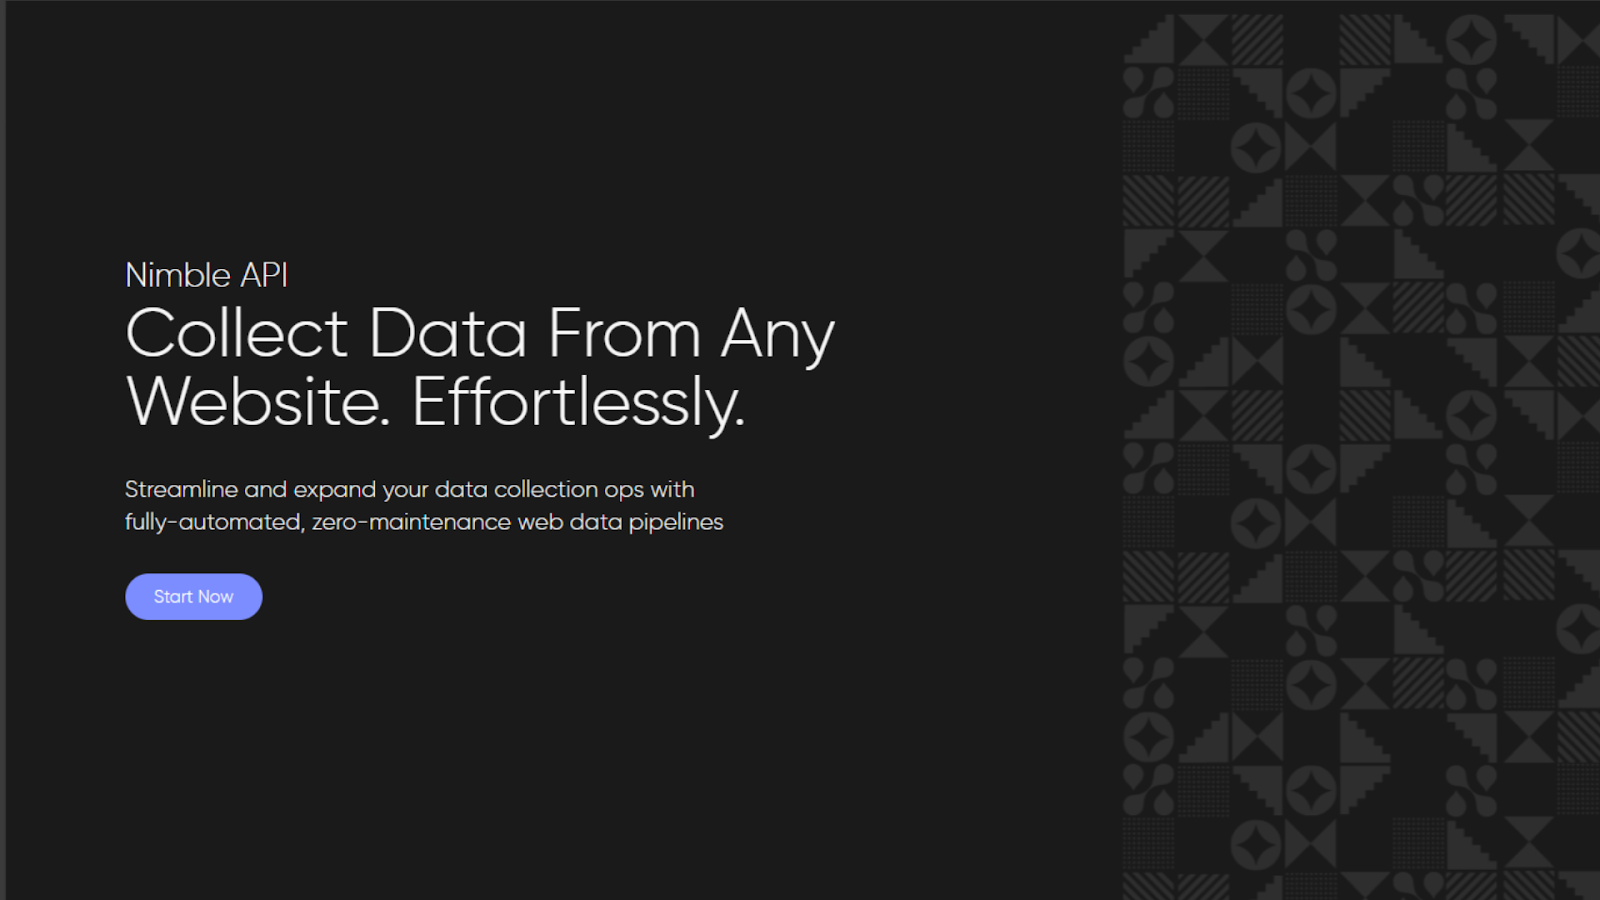 Nimble API
Collect Data From Any
Website. Effortlessly.
Streamline and expand your data collection ops with
fully-automated, zero-maintenance web data pipelines
Start Now